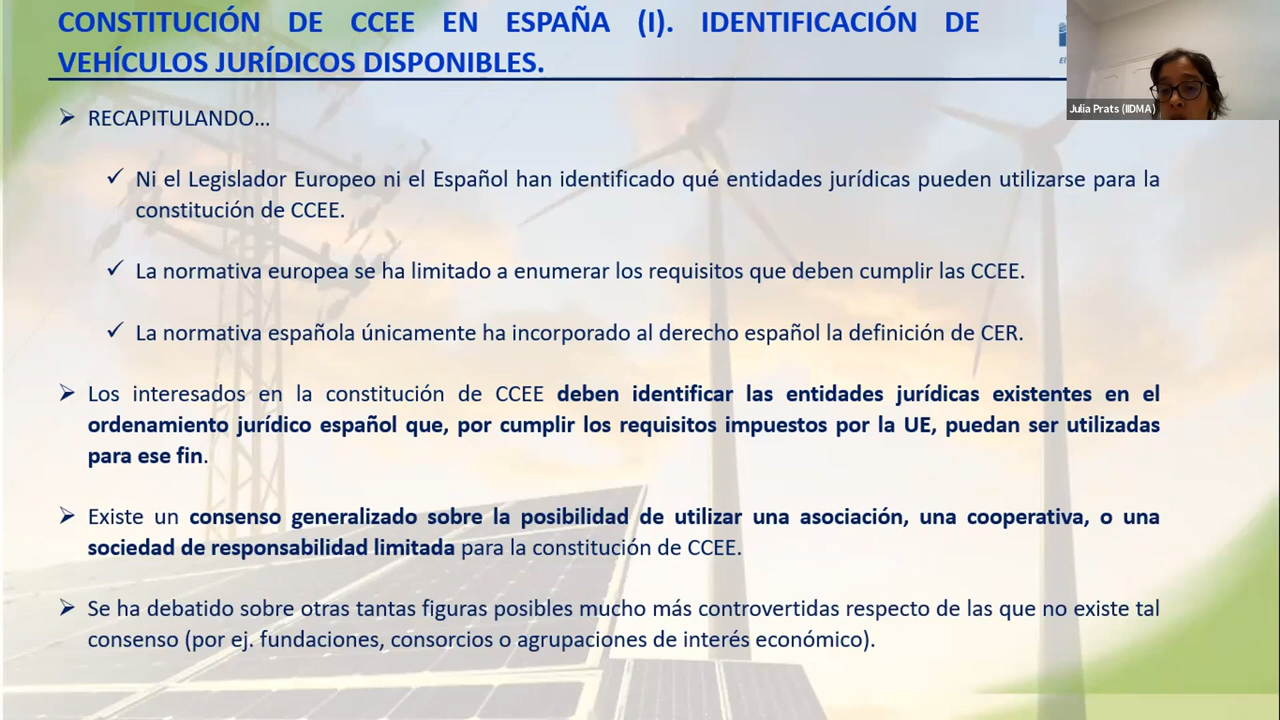 CONSTITUCIÓN DE CCEE EN ESPAÑA (I). IDENTIFICACIÓN DE
VEHÍCULOS JURÍDICOS DISPONIBLES.
Julia Prats (IIDMA)
➢ RECAPITULANDO...
✓ Ni el Legislador Europeo ni el Español han identificado qué entidades jurídicas pueden utilizarse para la
constitución de CCEE.
✓ La normativa europea se ha limitado a enumerar los requisitos que deben cumplir las CCEE.
✓ La normativa española únicamente ha incorporado al derecho español la definición de CER.
➢ Los interesados en la constitución de CCEE deben identificar las entidades jurídicas existentes en el
ordenamiento jurídico español que, por cumplir los requisitos impuestos por la UE, puedan ser utilizadas
para ese fin.
➢ Existe un consenso generalizado sobre la posibilidad de utilizar una asociación, una cooperativa, o una
sociedad de responsabilidad limitada para la constitución de CCEE.
➢ Se ha debatido sobre otras tantas figuras posibles mucho más controvertidas respecto de las que no existe tal
consenso (por ej. fundaciones, consorcios o agrupaciones de interés económico).